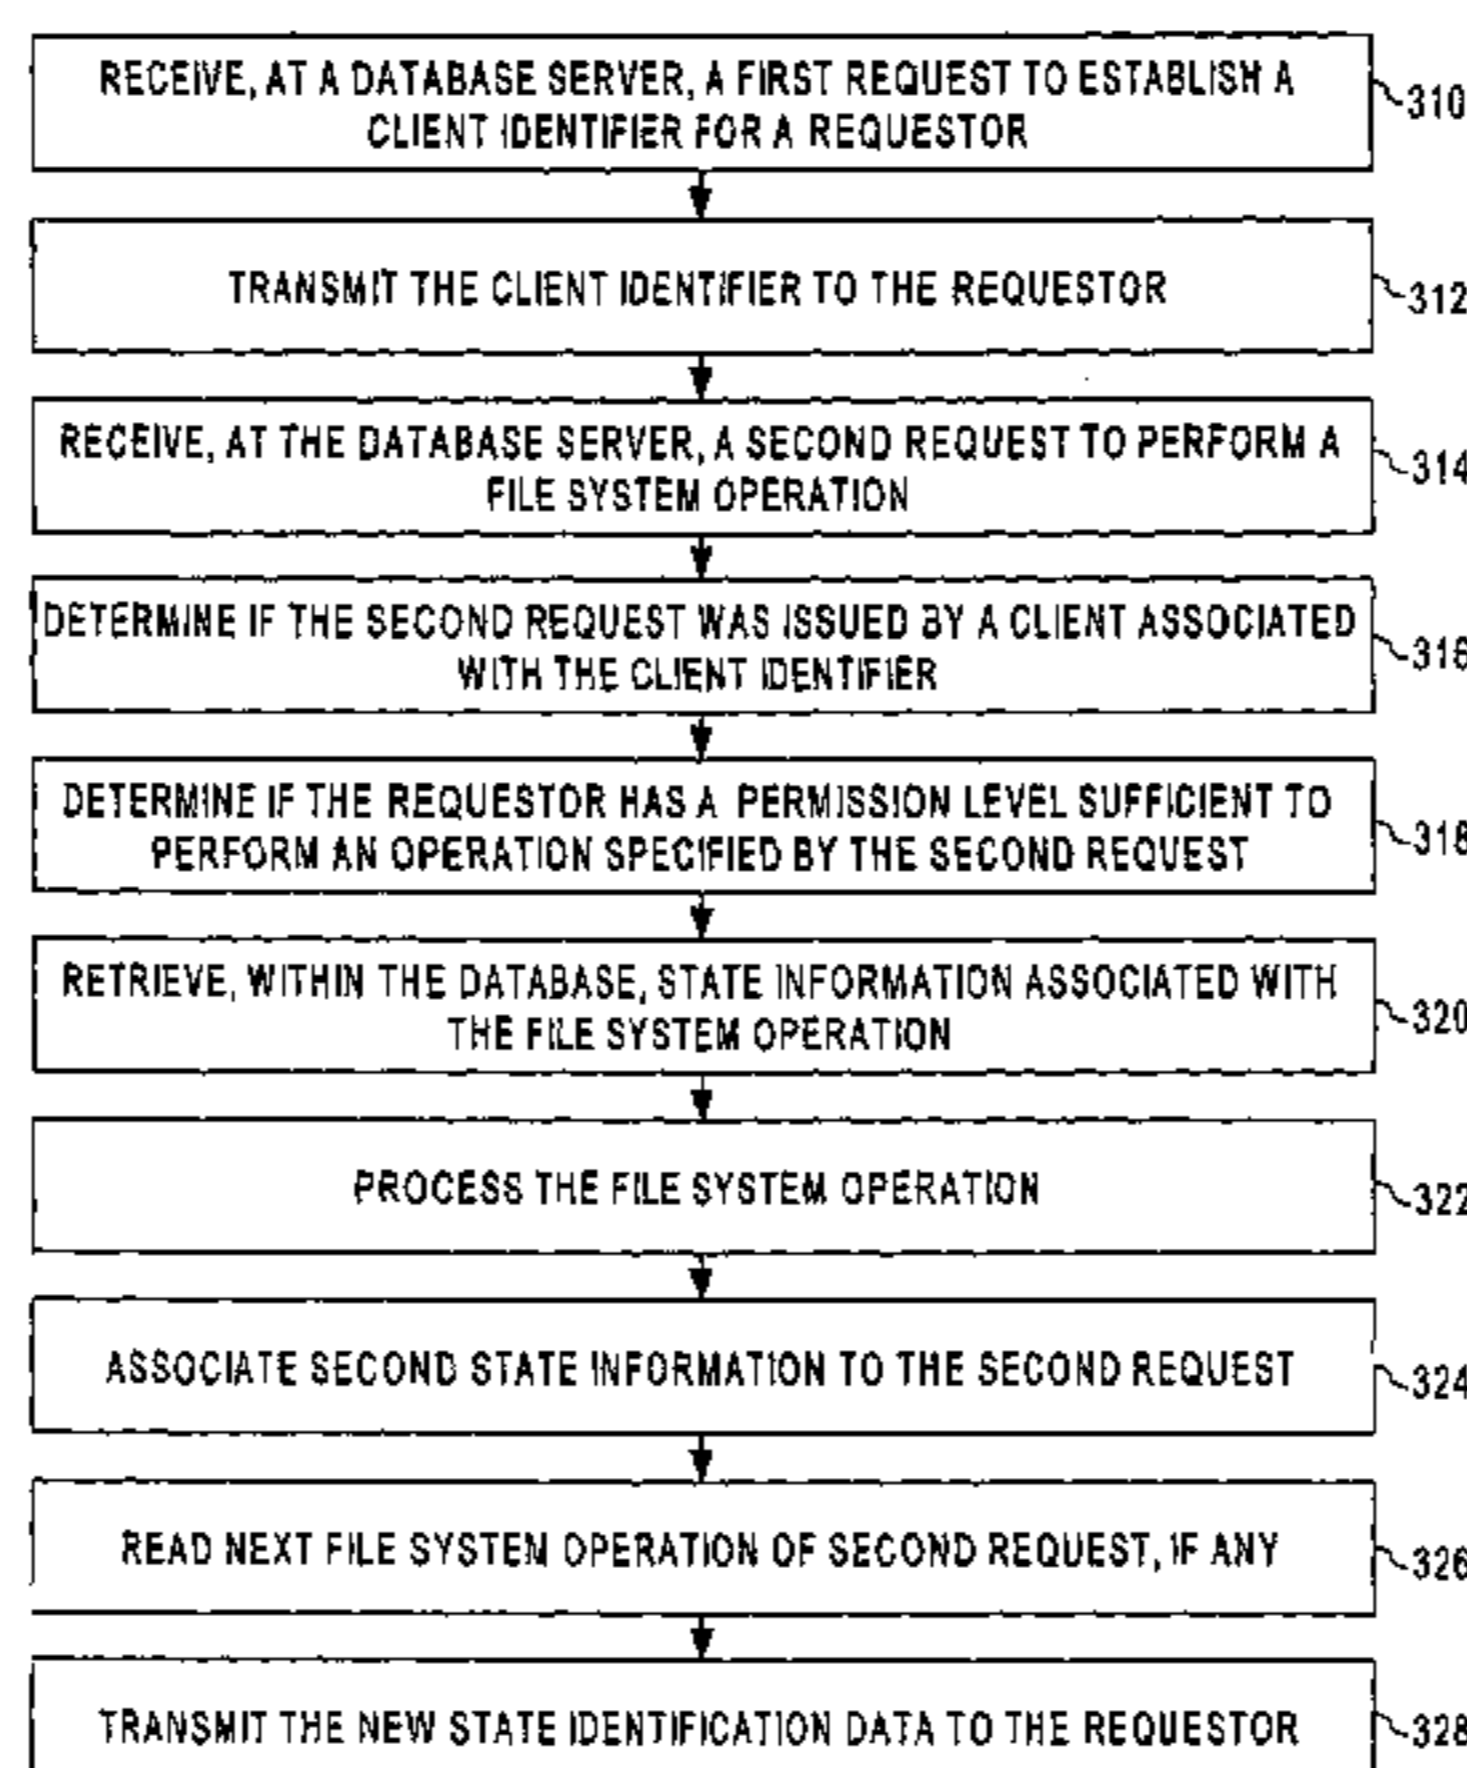 RECEIVE, AT A DATABASE SERVER, A FIRST REQUEST TO ESTABLISH A
CLIENT IDENTIFIER FOR A REQUESTOR
310
TRANSMIT THE CLIENT IDENTIFIER TO THE REQUESTOR
312
RECEIVE, AT THE DATABASE SERVER, A SECOND REQUEST TO PERFORM A
FILE SYSTEM OPERATION
314
DETERMINE IF THE SECOND REQUEST WAS ISSUED BY A CLIENT ASSOCIATED
WITH THE CLIENT IDENTIFIER
316
DETERMINE IF THE REQUESTOR HAS A PERMISSION LEVEL SUFFICIENT TO
PERFORM AN OPERATION SPECIFIED BY THE SECOND REQUEST
318
RETRIEVE, WITHIN THE DATABASE, STATE INFORMATION ASSOCIATED WITH
THE FILE SYSTEM OPERATION
320
PROCESS THE FILE SYSTEM OPERATION
322
ASSOCIATE SECOND STATE INFORMATION TO THE SECOND REQUEST
324
READ NEXT FILE SYSTEM OPERATION OF SECOND REQUEST, IF ANY
326
TRANSMIT THE NEW STATE IDENTIFICATION DATA TO THE REQUESTOR
328